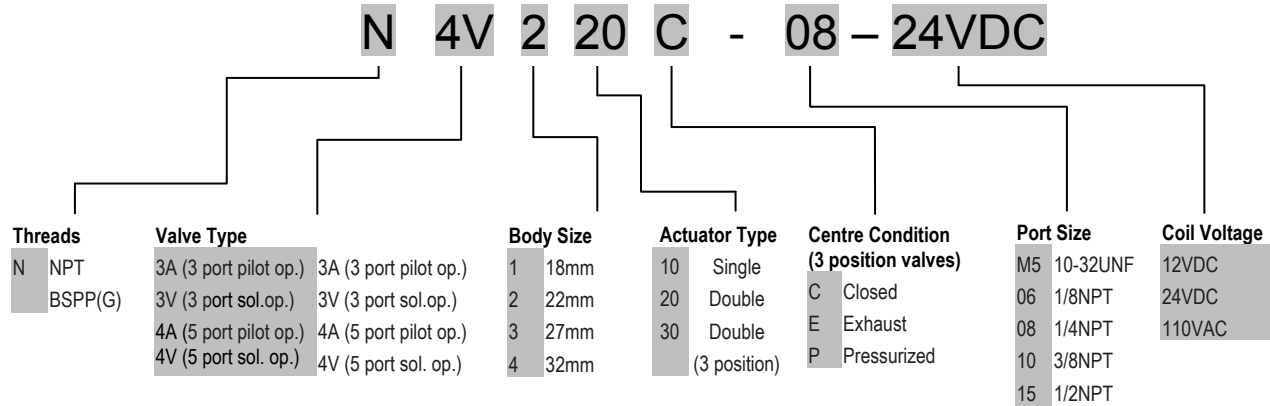 N 4V 2 20 C - 08 – 24VDC
Threads
N NPT
BSPP(G)
Valve Type
3A (3 port pilot op.) 3A (3 port pilot op.)
3V (3 port sol.op.) 3V (3 port sol.op.)
4A (5 port pilot op.) 4A (5 port pilot op.)
4V (5 port sol. op.) 4V (5 port sol. op.)
Body Size
1 18mm
2 22mm
3 27mm
4 32mm
Actuator Type
10 Single
20 Double
30 Double
(3 position)
Centre Condition
(3 position valves)
C Closed
E Exhaust
P Pressurized
Port Size
M5 10-32UNF
06 1/8NPT
08 1/4NPT
10 3/8NPT
15 1/2NPT
Coil Voltage
12VDC
24VDC
110VAC